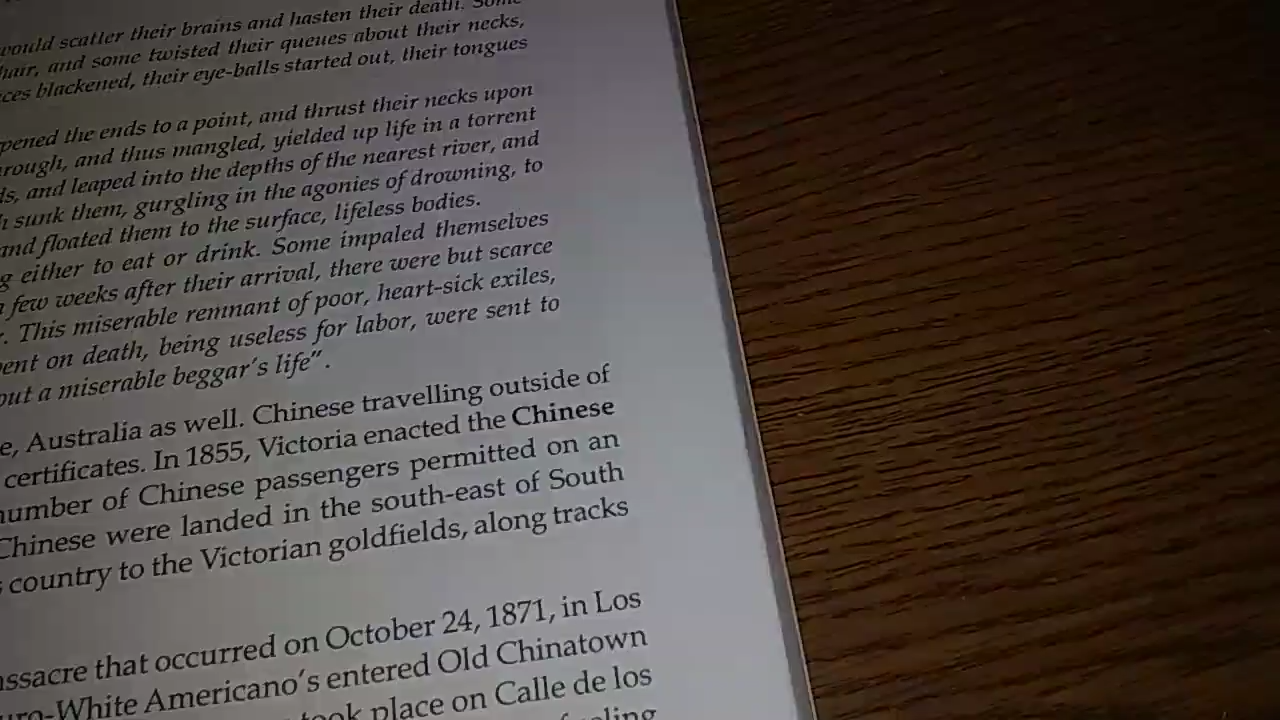 would scatter their brains and hasten their death. Some
hair, and some twisted their queues about their necks,
ces blackened, their eye-balls started out, their tongues
pened the ends to a point, and thrust their necks upon
rough, and thus mangled, yielded up life in a torrent
ls, and leaped into the depths of the nearest river, and
h sunk them, gurgling in the agonies of drowning, to
and floated them to the surface, lifeless bodies.
g either to eat or drink. Some impaled themselves
a few weeks after their arrival, there were but scarce
. This miserable remnant of poor, heart-sick exiles,
ent on death, being useless for labor, were sent to
out a miserable beggar's life".
e, Australia as well. Chinese travelling outside of
certificates. In 1855, Victoria enacted the Chinese
number of Chinese passengers permitted on an
Chinese were landed in the south-east of South
s country to the Victorian goldfields, along tracks
assacre that occurred on October 24, 1871, in Los
uro-White Americano's entered Old Chinatown
took place on Calle de los